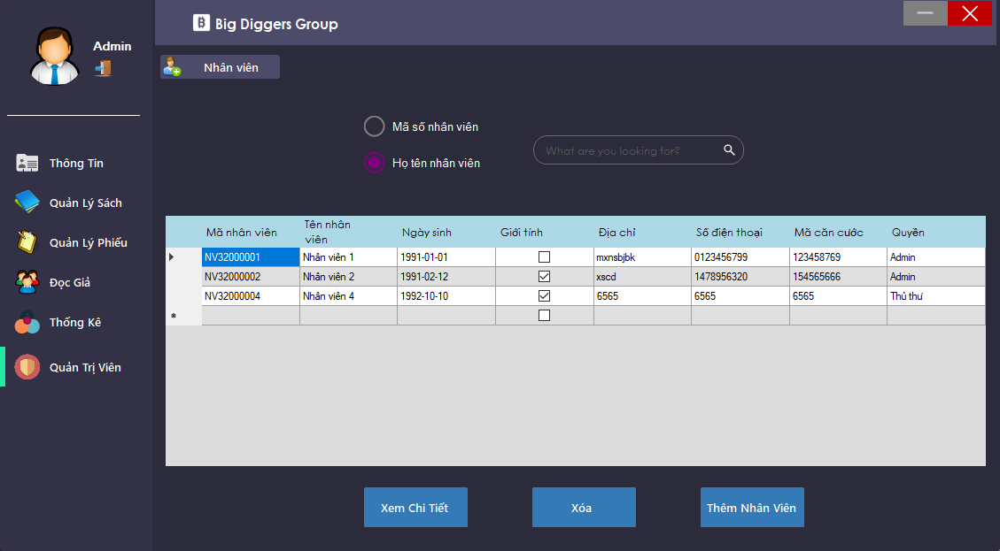 Admin
Big Diggers Group
Nhân viên
Thông Tin
Quản Lý Sách
Quản Lý Phiếu
Đọc Giả
Thống Kê
Quản Trị Viên
Mã số nhân viên
Họ tên nhân viên
What are you looking for?
Mã nhân viên Tên nhân viên Ngày sinh Giới tính Địa chỉ Số điện thoại Mã căn cước Quyền
NV32000001 Nhân viên 1 1991-01-01 mxnsbjbk 0123456799 123458769 Admin
NV32000002 Nhân viên 2 1991-02-12 xscd 1478956320 154565666 Admin
NV32000004 Nhân viên 4 1992-10-10 6565 6565 6565 Thủ thư
Xem Chi Tiết
Xóa
Thêm Nhân Viên